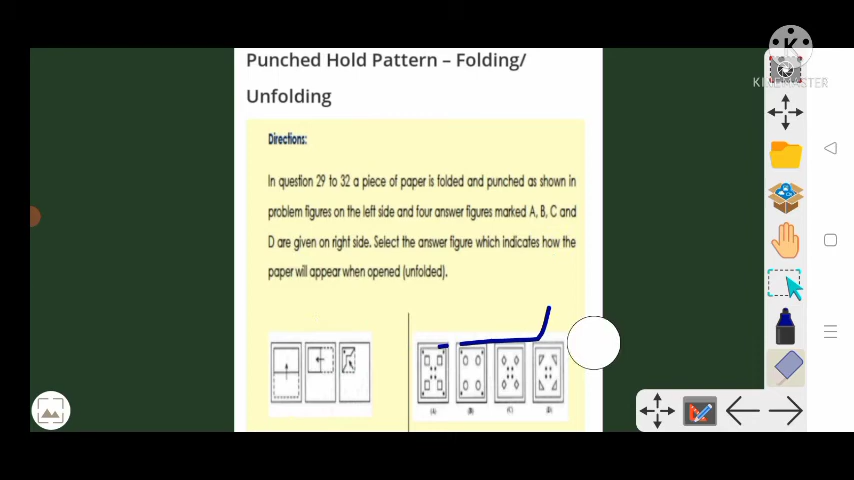 Punched Hold Pattern – Folding/
K
KINEMASTER
Unfolding
Directions:
In question 29 to 32 a piece of paper is folded and punched as shown in
problem figures on the left side and four answer figures marked A, B, C and
D are given on right side. Select the answer figure which indicates how the
paper will appear when opened (unfolded).
(A) (B) (C) (D)